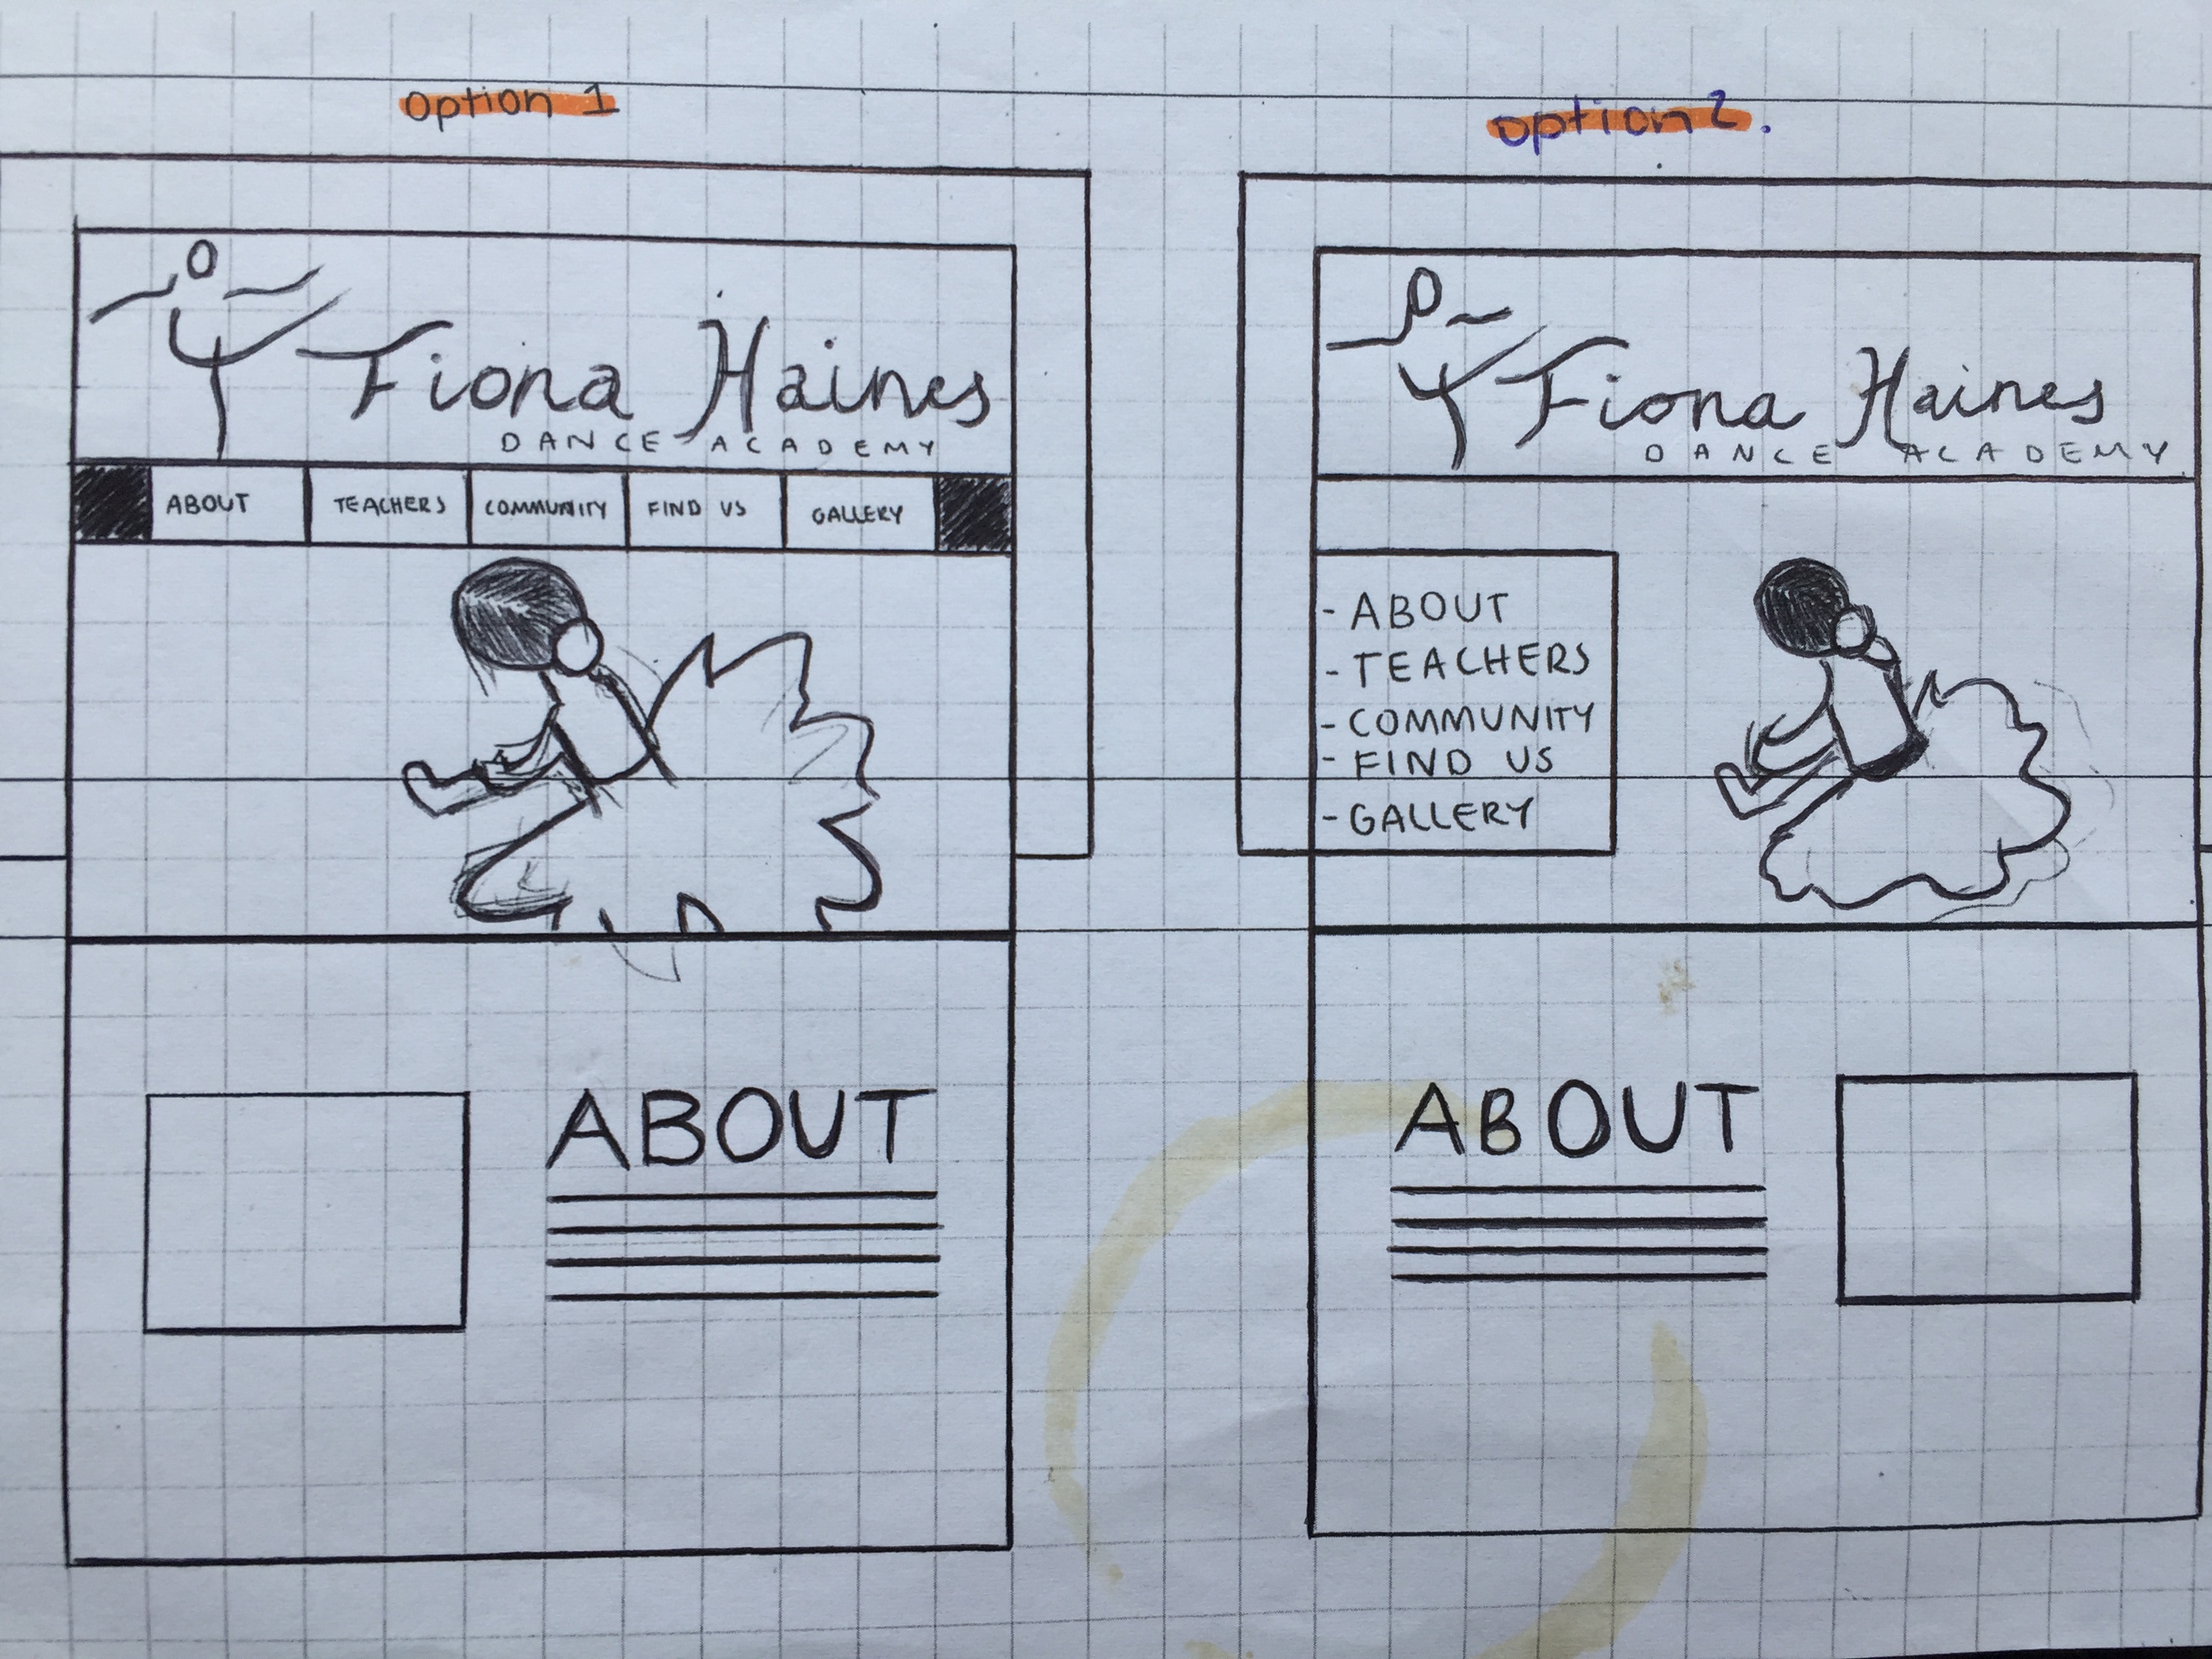 option 1
Fiona Haines
DANCE ACADEMY
ABOUT TEACHERS COMMUNITY FIND US GALLERY
ABOUT
option 2.
Fiona Haines
DANCE ACADEMY
- ABOUT
- TEACHERS
- COMMUNITY
- FIND US
- GALLERY
ABOUT